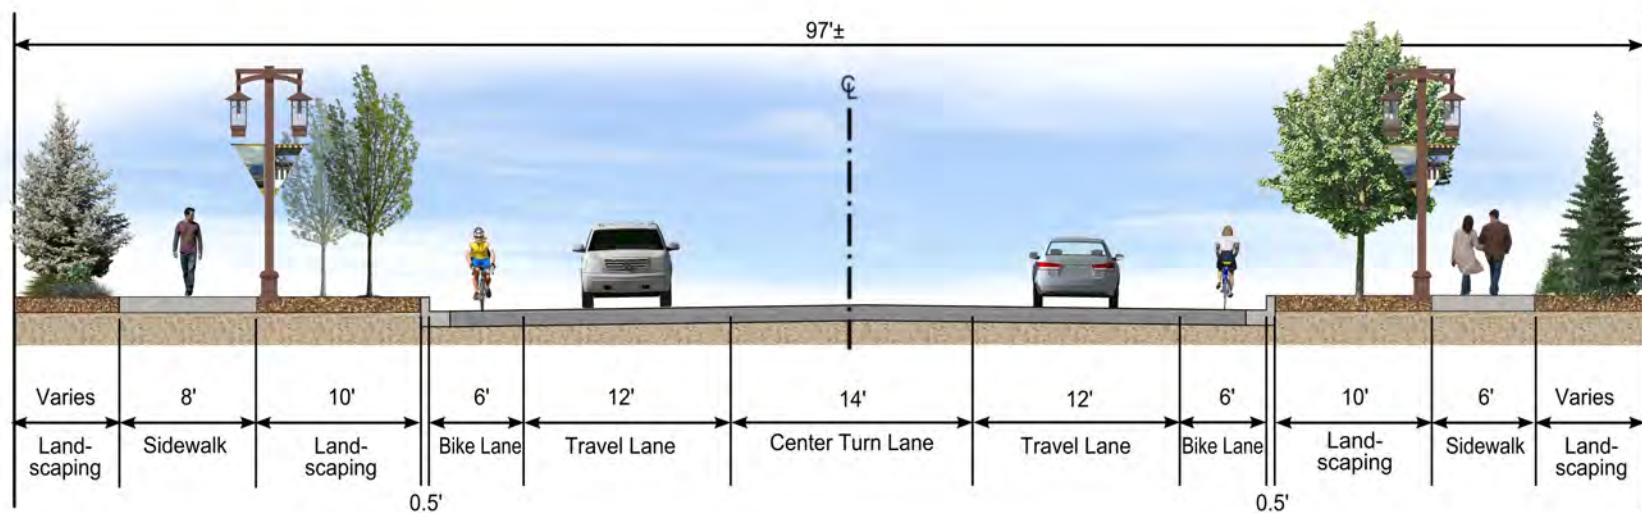 97'±
℄
Varies
8'
10'
6'
12'
14'
12'
6'
10'
6'
Varies
Land-
scaping
Sidewalk
Land-
scaping
Bike Lane
Travel Lane
Center Turn Lane
Travel Lane
Bike Lane
Land-
scaping
Sidewalk
Land-
scaping
0.5'
0.5'